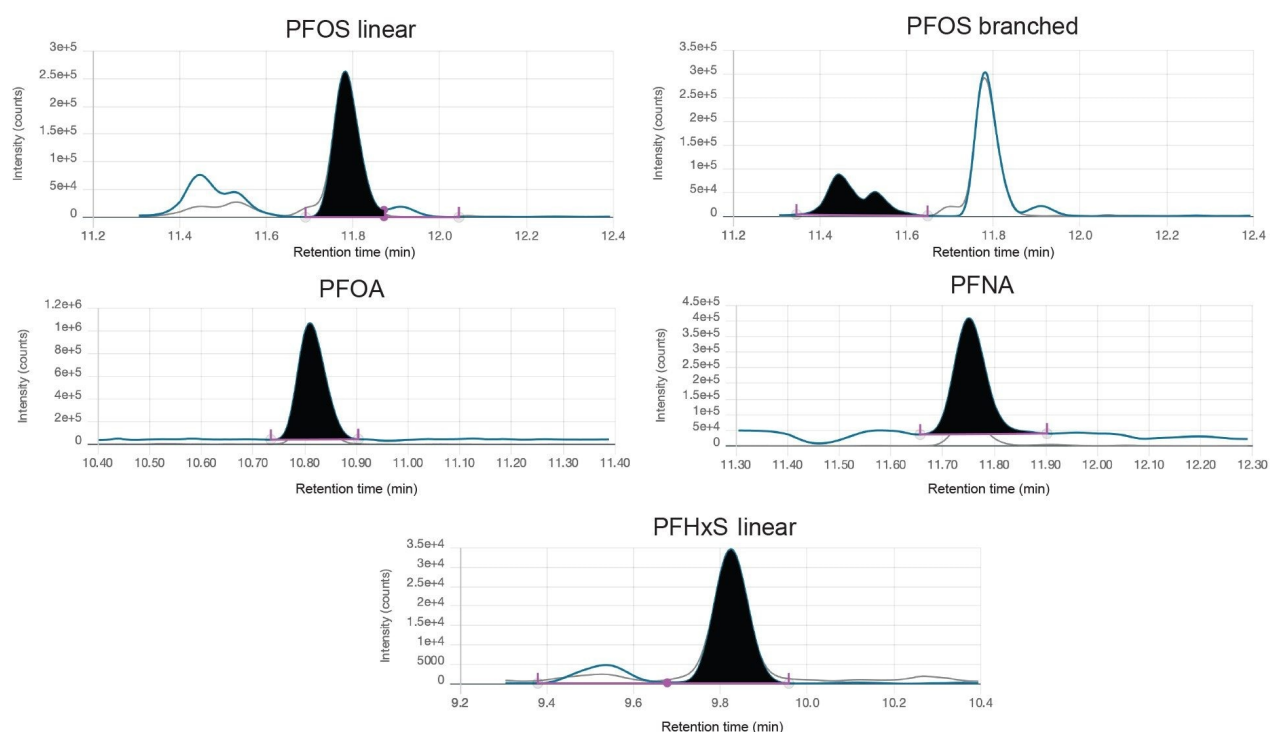 PFOS linear
3e+5
2.5e+5
2e+5
1.5e+5
1e+5
5e+4
0
Intensity (counts)
11.2 11.4 11.6 11.8 12.0 12.2 12.4
Retention time (min)
PFOS branched
3.5e+5
3e+5
2.5e+5
2e+5
1.5e+5
1e+5
5e+4
0
Intensity (counts)
11.2 11.4 11.6 11.8 12.0 12.2 12.4
Retention time (min)
PFOA
1.2e+6
1e+6
8e+5
6e+5
4e+5
2e+5
0
Intensity (counts)
10.40 10.50 10.60 10.70 10.80 10.90 11.00 11.10 11.20 11.30 11.40
Retention time (min)
PFNA
4.5e+5
4e+5
3.5e+5
3e+5
2.5e+5
2e+5
1.5e+5
1e+5
5e+4
0
Intensity (counts)
11.30 11.40 11.50 11.60 11.70 11.80 11.90 12.00 12.10 12.20 12.30
Retention time (min)
PFHxS linear
3.5e+4
3e+4
2.5e+4
2e+4
1.5e+4
1e+4
5000
0
Intensity (counts)
9.2 9.4 9.6 9.8 10.0 10.2 10.4
Retention time (min)